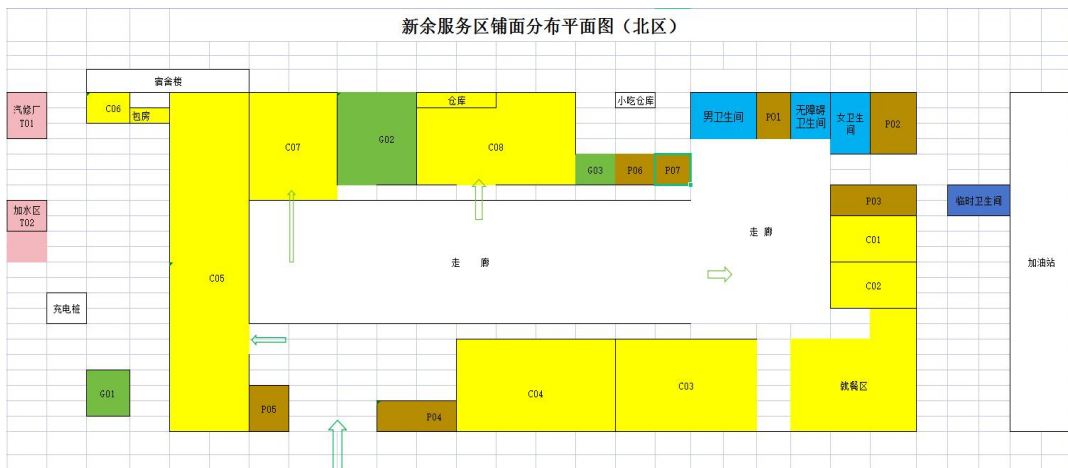 新余服务区铺面分布平面图（北区）
宿舍楼
汽修厂
T01
C06
包房
C07
G02
仓库
C08
小吃仓库
男卫生间
P01
无障碍
卫生间
女卫生
间
P02
G03
P06
P07
加水区
T02
P03
临时卫生间
C01
走 廊
走 廊
加油站
C05
C02
充电桩
G01
P05
P04
C04
C03
就餐区